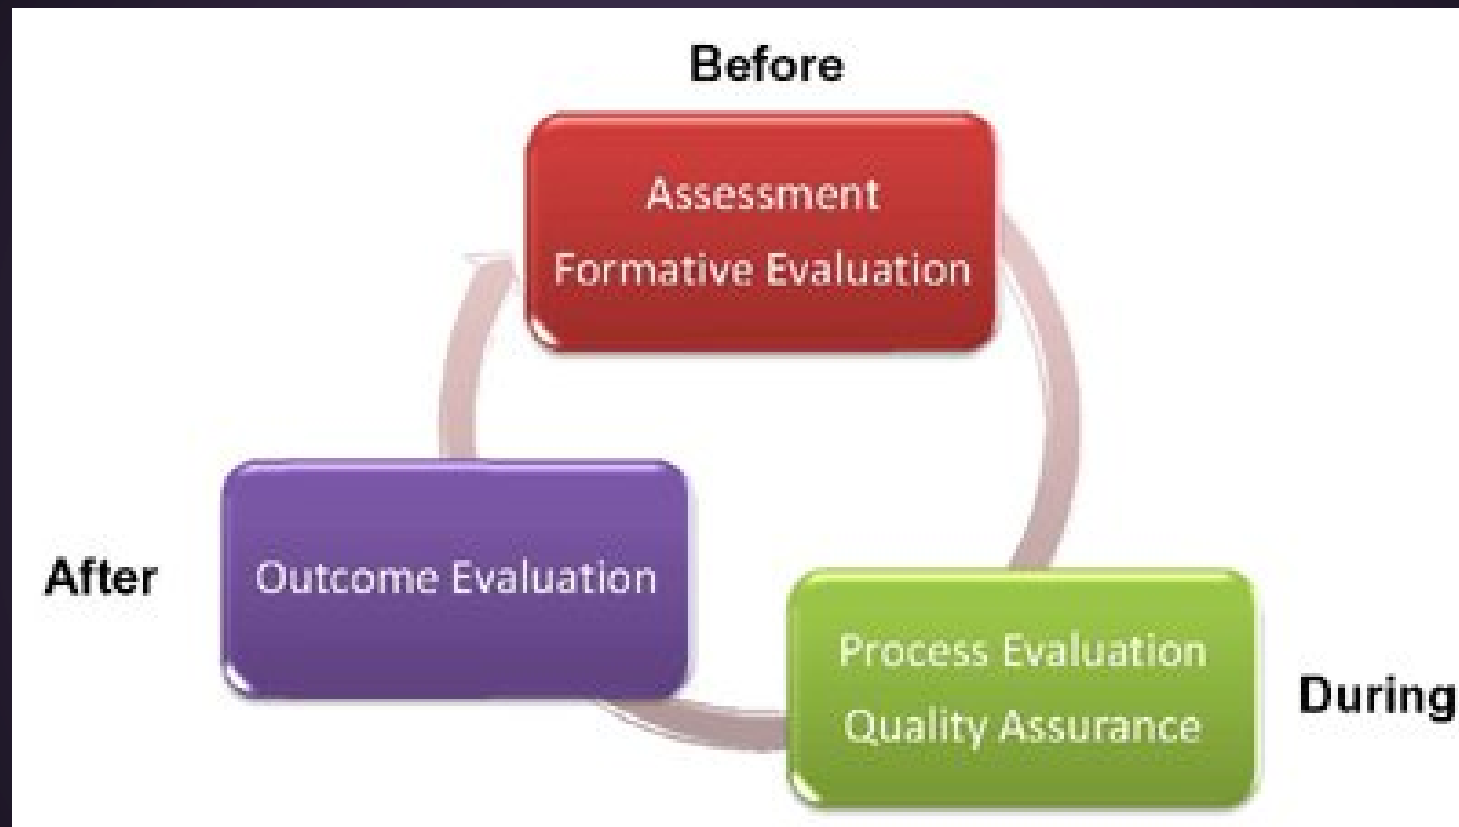 Before
Assessment
Formative Evaluation
After
Outcome Evaluation
Process Evaluation
Quality Assurance
During